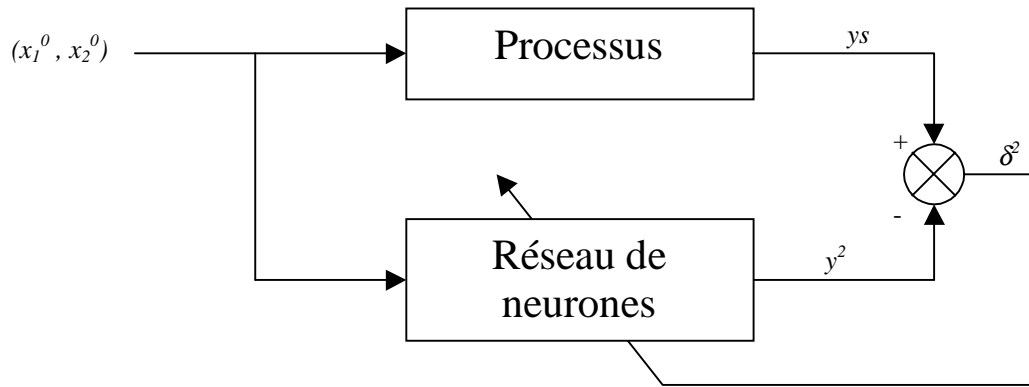 (x₁⁰ , x₂⁰)
Processus
ys
+
δ²
-
Réseau de
neurones
y²